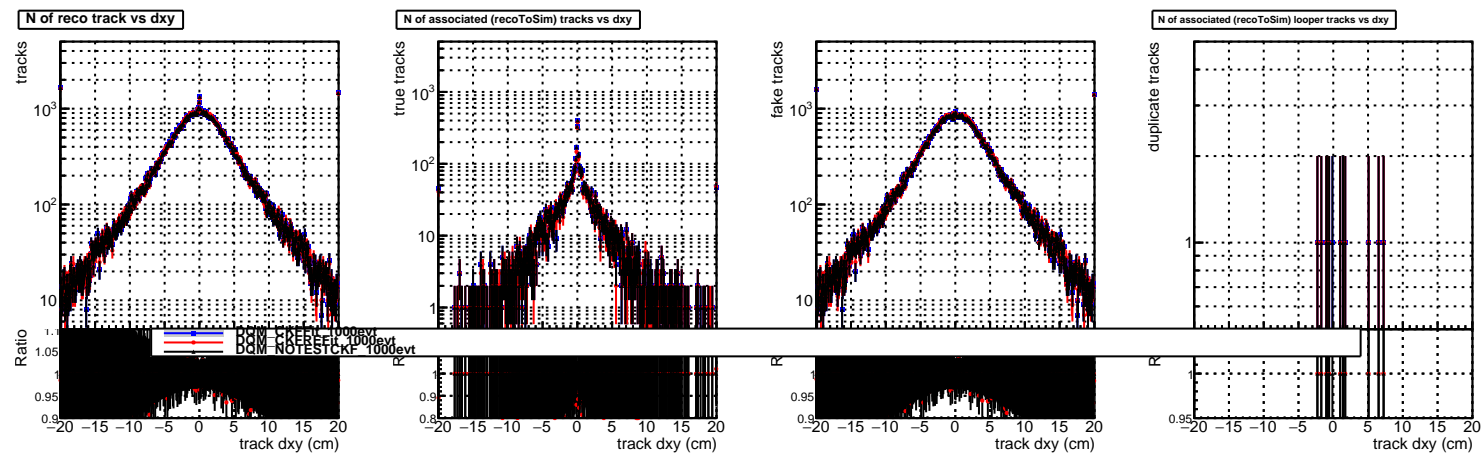 N of reco track vs dxy
tracks
10³
10²
10
Ratio
1.05
0.95
0.9
−20 −15 −10 −5 0 5 10 15 20
track dxy (cm)
N of associated (recoToSim) tracks vs dxy
true tracks
10³
10²
10
1
1
0.9
0.8
−20 −15 −10 −5 0 5 10 15 20
track dxy (cm)
fake tracks
10³
10²
10
1.05
1
0.95
0.9
−20 −15 −10 −5 0 5 10 15 20
track dxy (cm)
N of associated (recoToSim) looper tracks vs dxy
duplicate tracks
1
1
0.95
−20 −15 −10 −5 0 5 10 15 20
track dxy (cm)
DQM_CKFFit_1000evt
DQM_CKFREFit_1000evt
DQM_NOTESTCKF_1000evt